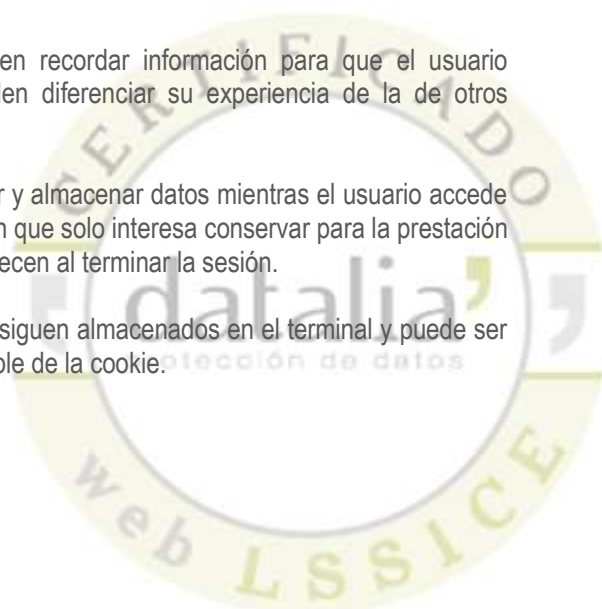 en recordar información para que el usuario
en diferenciar su experiencia de la de otros
r y almacenar datos mientras el usuario accede
n que solo interesa conservar para la prestación
ecen al terminar la sesión.
siguen almacenados en el terminal y puede ser
ole de la cookie.
CERTIFICADO
datalia
protección de datos
web LSSICE